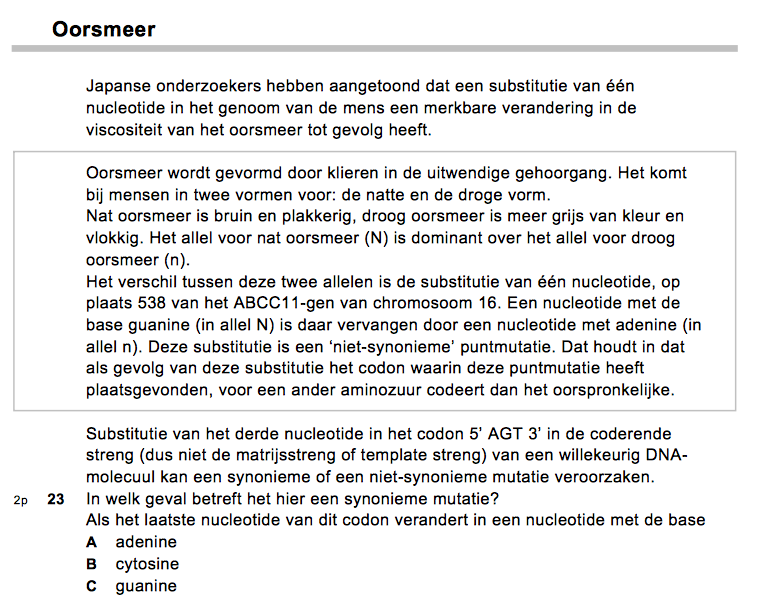 Oorsmeer
Japanse onderzoekers hebben aangetoond dat een substitutie van één
nucleotide in het genoom van de mens een merkbare verandering in de
viscositeit van het oorsmeer tot gevolg heeft.
Oorsmeer wordt gevormd door klieren in de uitwendige gehoorgang. Het komt
bij mensen in twee vormen voor: de natte en de droge vorm.
Nat oorsmeer is bruin en plakkerig, droog oorsmeer is meer grijs van kleur en
vlokkig. Het allel voor nat oorsmeer (N) is dominant over het allel voor droog
oorsmeer (n).
Het verschil tussen deze twee allelen is de substitutie van één nucleotide, op
plaats 538 van het ABCC11-gen van chromosoom 16. Een nucleotide met de
base guanine (in allel N) is daar vervangen door een nucleotide met adenine (in
allel n). Deze substitutie is een ‘niet-synonieme’ puntmutatie. Dat houdt in dat
als gevolg van deze substitutie het codon waarin deze puntmutatie heeft
plaatsgevonden, voor een ander aminozuur codeert dan het oorspronkelijke.
Substitutie van het derde nucleotide in het codon 5’ AGT 3’ in de coderende
streng (dus niet de matrijsstreng of template streng) van een willekeurig DNA-
molecuul kan een synonieme of een niet-synonieme mutatie veroorzaken.
2p 23 In welk geval betreft het hier een synonieme mutatie?
Als het laatste nucleotide van dit codon verandert in een nucleotide met de base
A adenine
B cytosine
C guanine